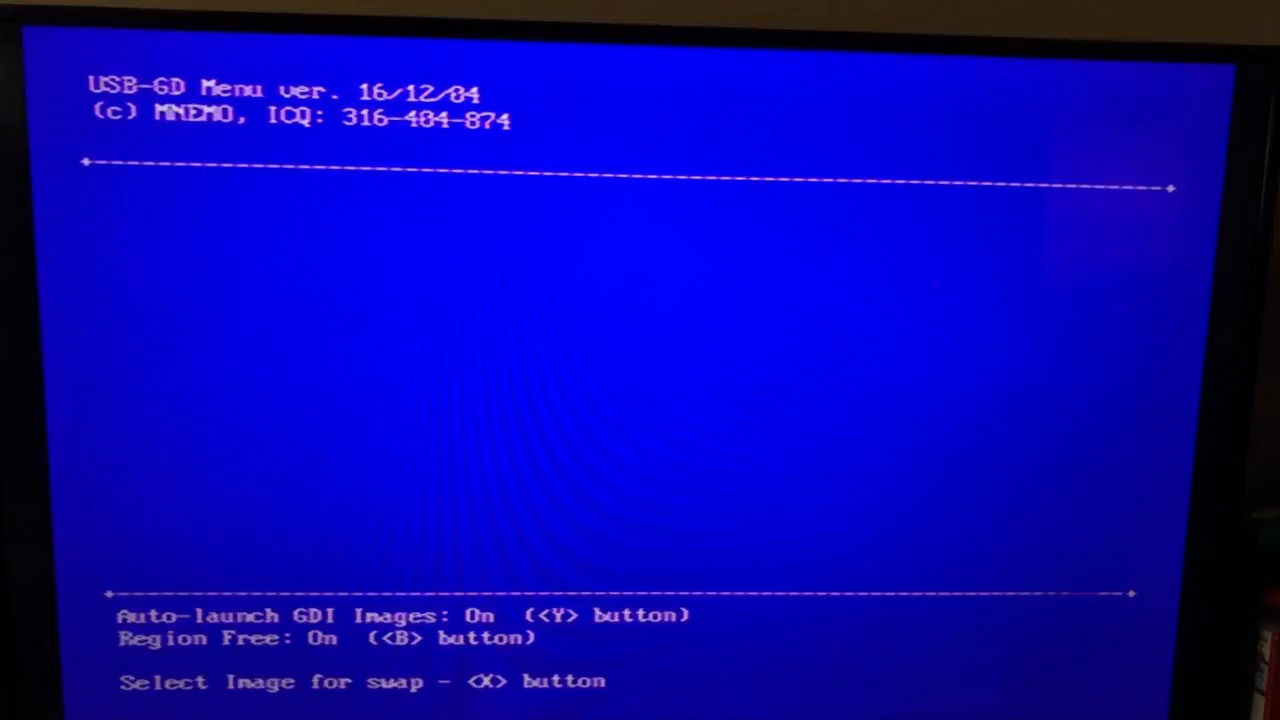 USB-GD Menu ver. 16/12/04
(c) MNEMO, ICQ: 316-404-874
Auto-launch GDI Images: On (<Y> button)
Region Free: On (<B> button)
Select Image for swap - <X> button